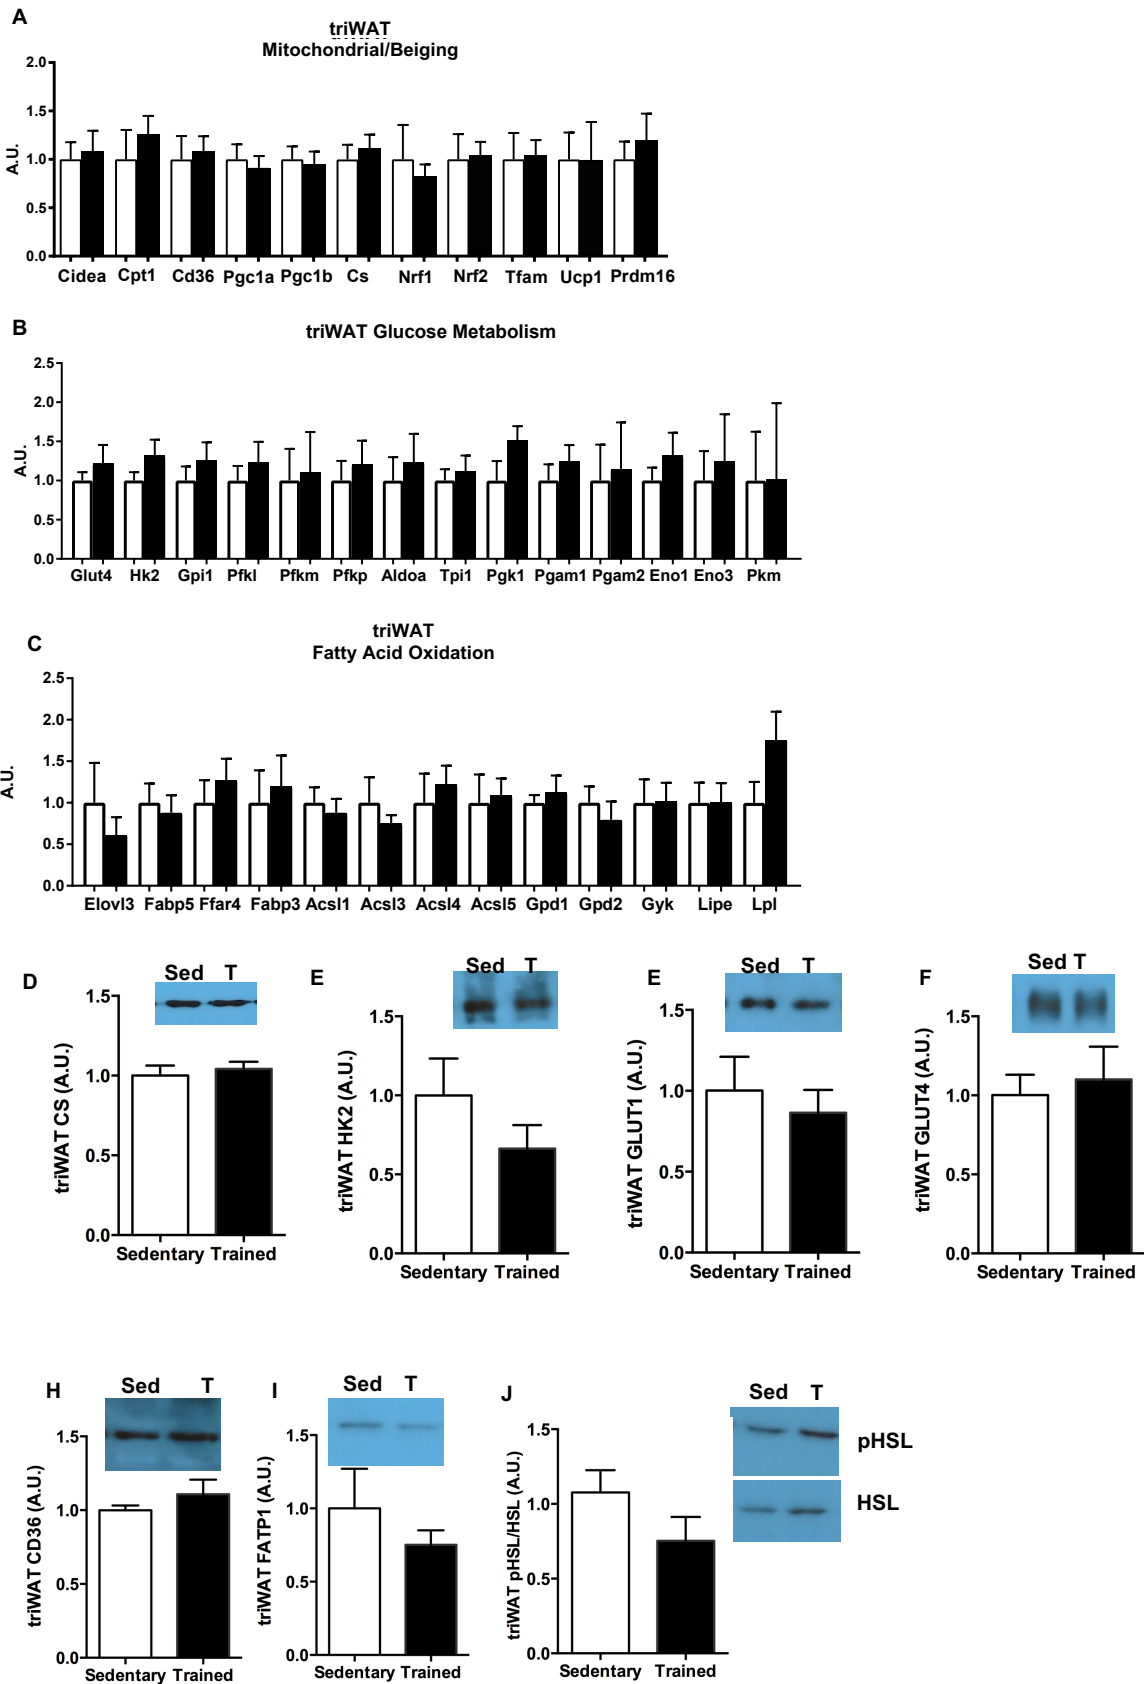 A
triWAT
Mitochondrial/Beiging
2.0
1.5
1.0
0.5
0.0
A.U.
Cidea Cpt1 Cd36 Pgc1a Pgc1b Cs Nrf1 Nrf2 Tfam Ucp1 Prdm16
B
triWAT Glucose Metabolism
2.5
2.0
1.5
1.0
0.5
0.0
A.U.
Glut4 Hk2 Gpi1 Pfkl Pfkm Pfkp Aldoa Tpi1 Pgk1 Pgam1 Pgam2 Eno1 Eno3 Pkm
C
triWAT
Fatty Acid Oxidation
2.5
2.0
1.5
1.0
0.5
0.0
A.U.
Elovl3 Fabp5 Ffar4 Fabp3 Acsl1 Acsl3 Acsl4 Acsl5 Gpd1 Gpd2 Gyk Lipe Lpl
D
Sed T
1.5
1.0
0.5
0.0
triWAT CS (A.U.)
Sedentary Trained
E
Sed T
1.5
1.0
0.5
0.0
triWAT HK2 (A.U.)
Sedentary Trained
E
Sed T
1.5
1.0
0.5
0.0
triWAT GLUT1 (A.U.)
Sedentary Trained
F
Sed T
1.5
1.0
0.5
0.0
triWAT GLUT4 (A.U.)
Sedentary Trained
H
Sed T
1.5
1.0
0.5
0.0
triWAT CD36 (A.U.)
Sedentary Trained
I
Sed T
1.5
1.0
0.5
0.0
triWAT FATP1 (A.U.)
Sedentary Trained
J
Sed T
pHSL
HSL
1.5
1.0
0.5
0.0
triWAT pHSL/HSL (A.U.)
Sedentary Trained